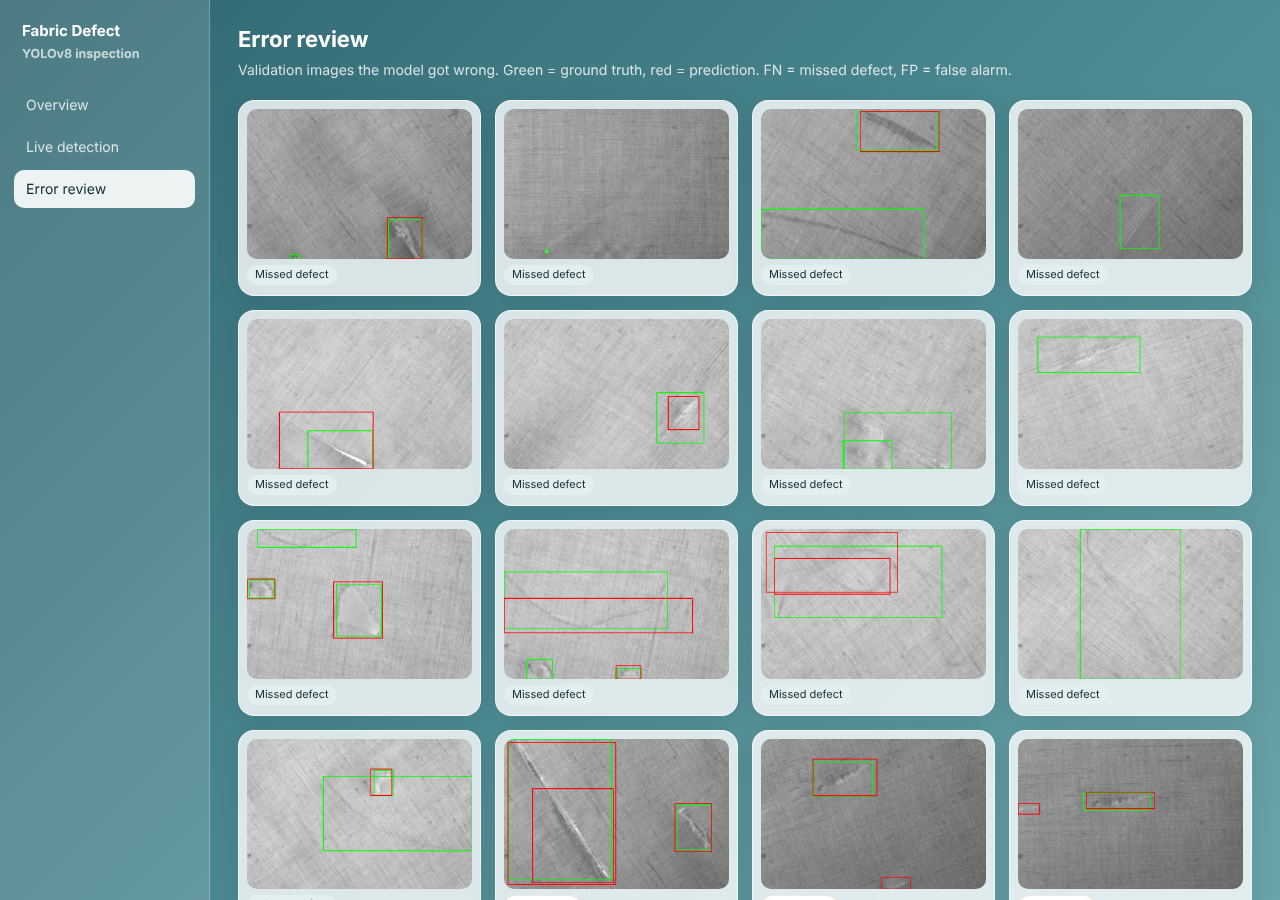 Fabric Defect
YOLOv8 inspection
Overview
Live detection
Error review
Error review
Validation images the model got wrong. Green = ground truth, red = prediction. FN = missed defect, FP = false alarm.
Missed defect
Missed defect
Missed defect
Missed defect
Missed defect
Missed defect
Missed defect
Missed defect
Missed defect
Missed defect
Missed defect
Missed defect